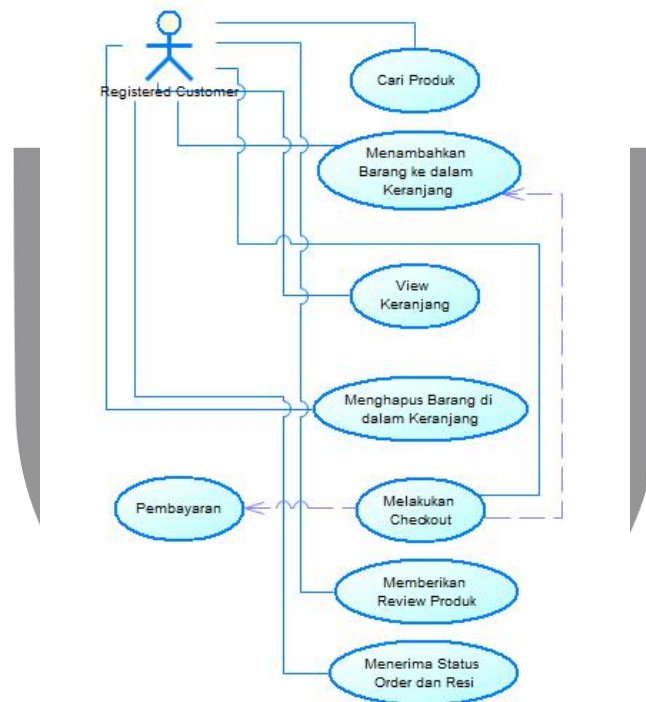 Registered Customer
Cari Produk
Menambahkan
Barang ke dalam
Keranjang
View
Keranjang
Menghapus Barang di
dalam Keranjang
Pembayaran
Melakukan
Checkout
Memberikan
Review Produk
Menerima Status
Order dan Resi